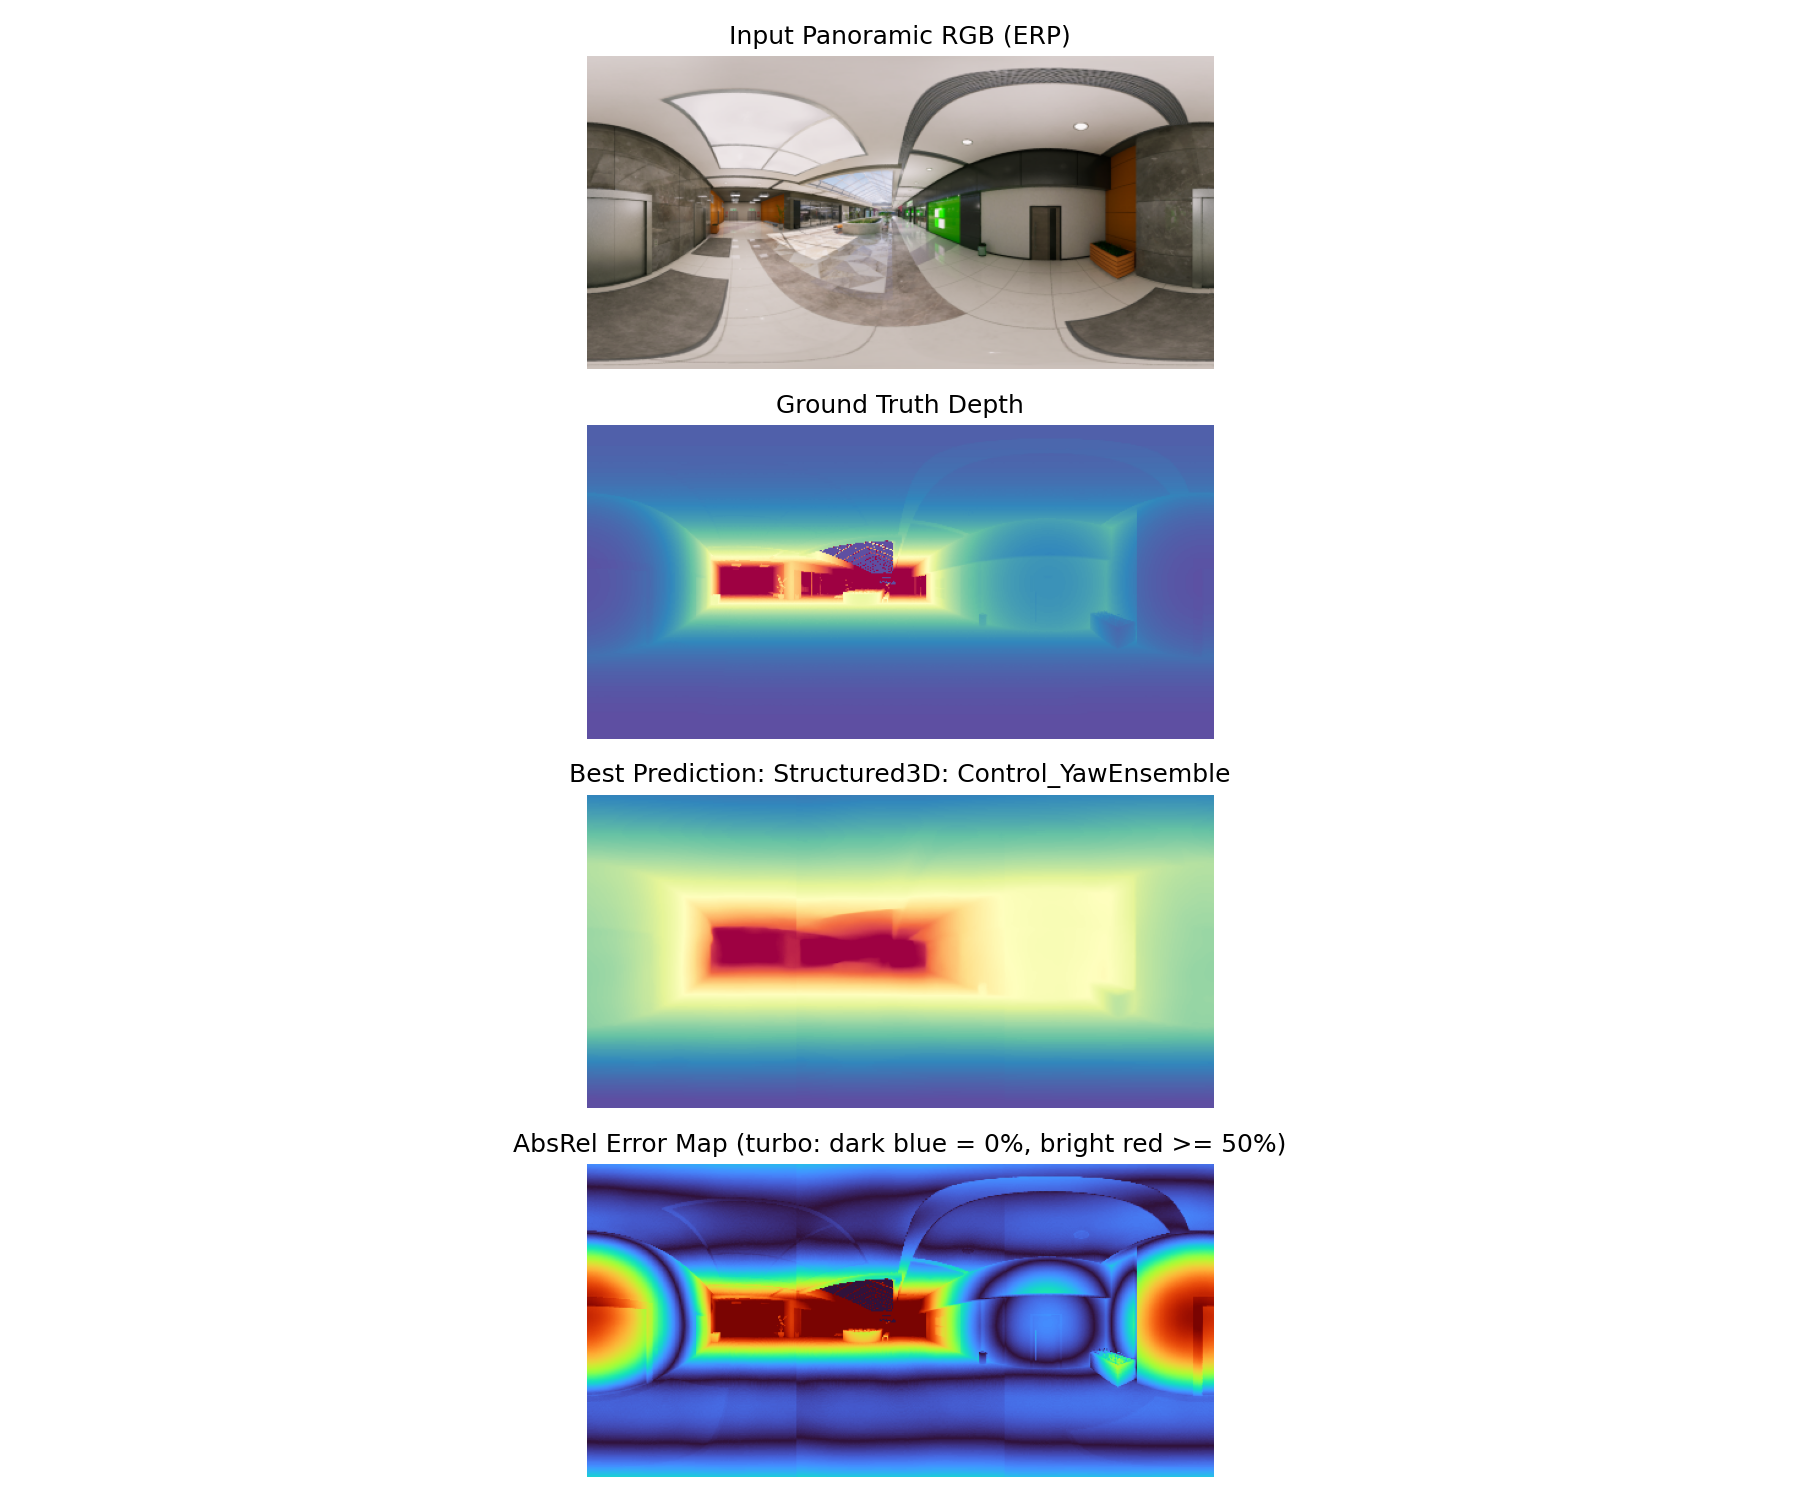 Input Panoramic RGB (ERP)
Ground Truth Depth
Best Prediction: Structured3D: Control_YawEnsemble
AbsRel Error Map (turbo: dark blue = 0%, bright red >= 50%)